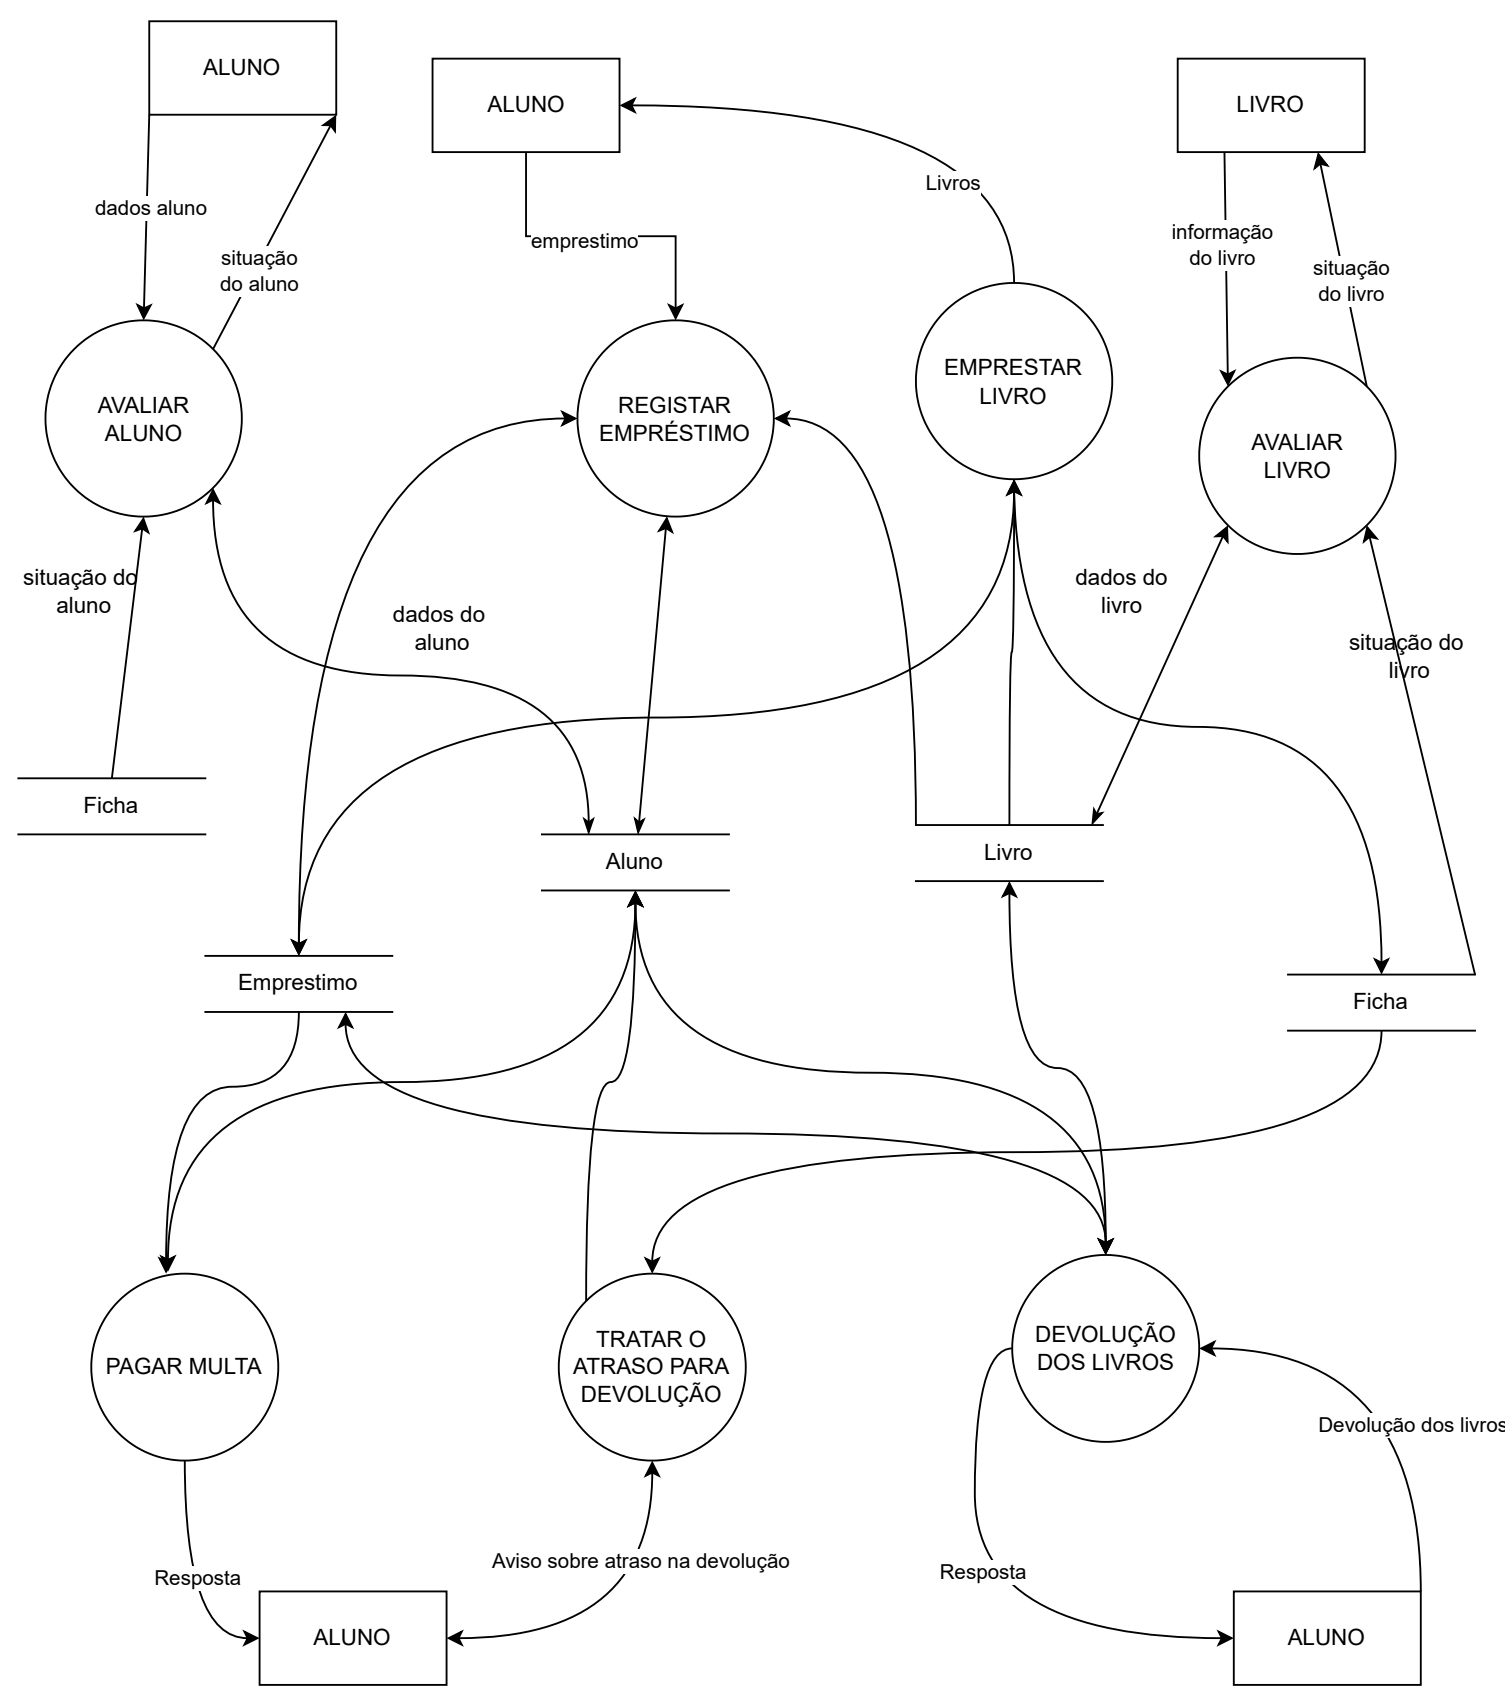 ALUNO
ALUNO
LIVRO
Livros
dados aluno
emprestimo
informação
do livro
situação
do aluno
situação
do livro
AVALIAR
ALUNO
REGISTAR
EMPRÉSTIMO
EMPRESTAR
LIVRO
AVALIAR
LIVRO
situação do
aluno
dados do
aluno
dados do
livro
situação do
livro
Ficha
Aluno
Livro
Emprestimo
Ficha
PAGAR MULTA
TRATAR O
ATRASO PARA
DEVOLUÇÃO
DEVOLUÇÃO
DOS LIVROS
Devolução dos livros
Resposta
Aviso sobre atraso na devolução
Resposta
ALUNO
ALUNO